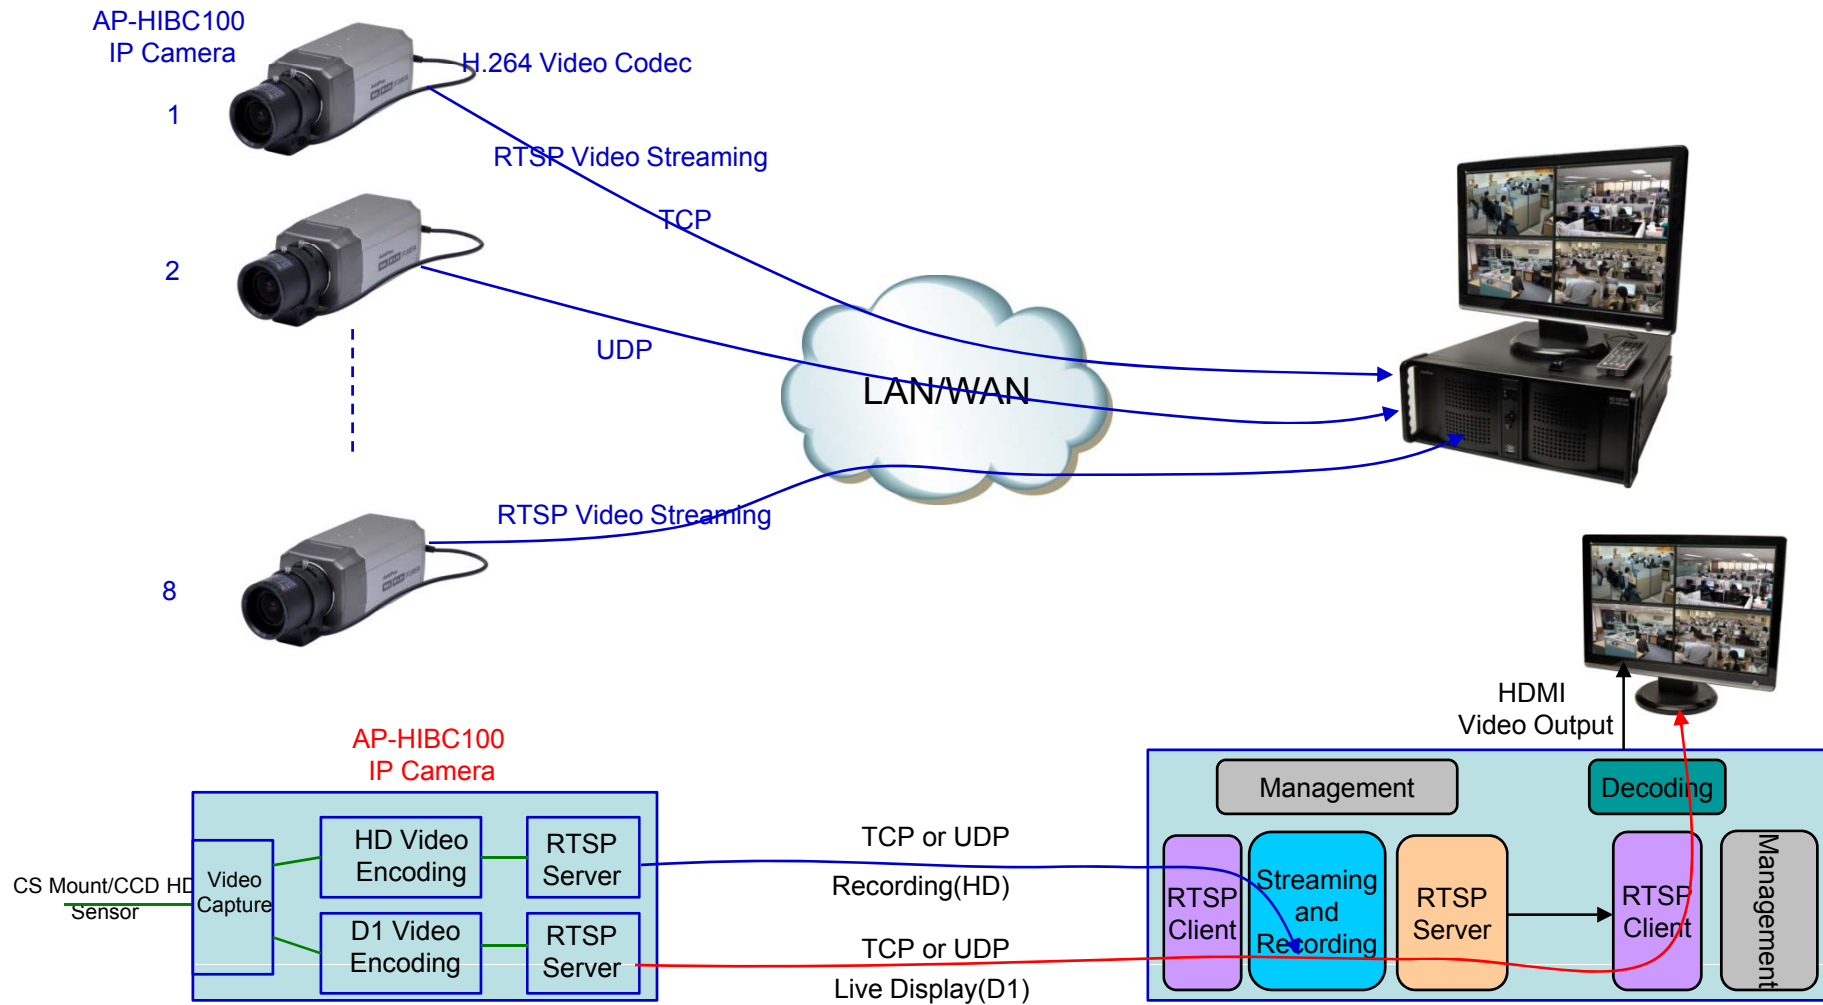 AP-HIBC100
IP Camera
1
H.264 Video Codec
RTSP Video Streaming
TCP
2
UDP
LAN/WAN
RTSP Video Streaming
8
HDMI
Video Output
AP-HIBC100
IP Camera
CS Mount/CCD HD
Sensor
Video
Capture
HD Video
Encoding
RTSP
Server
D1 Video
Encoding
RTSP
Server
TCP or UDP
Recording(HD)
TCP or UDP
Live Display(D1)
Management
Decoding
RTSP
Client
Streaming
and
Recording
RTSP
Server
RTSP
Client
Management